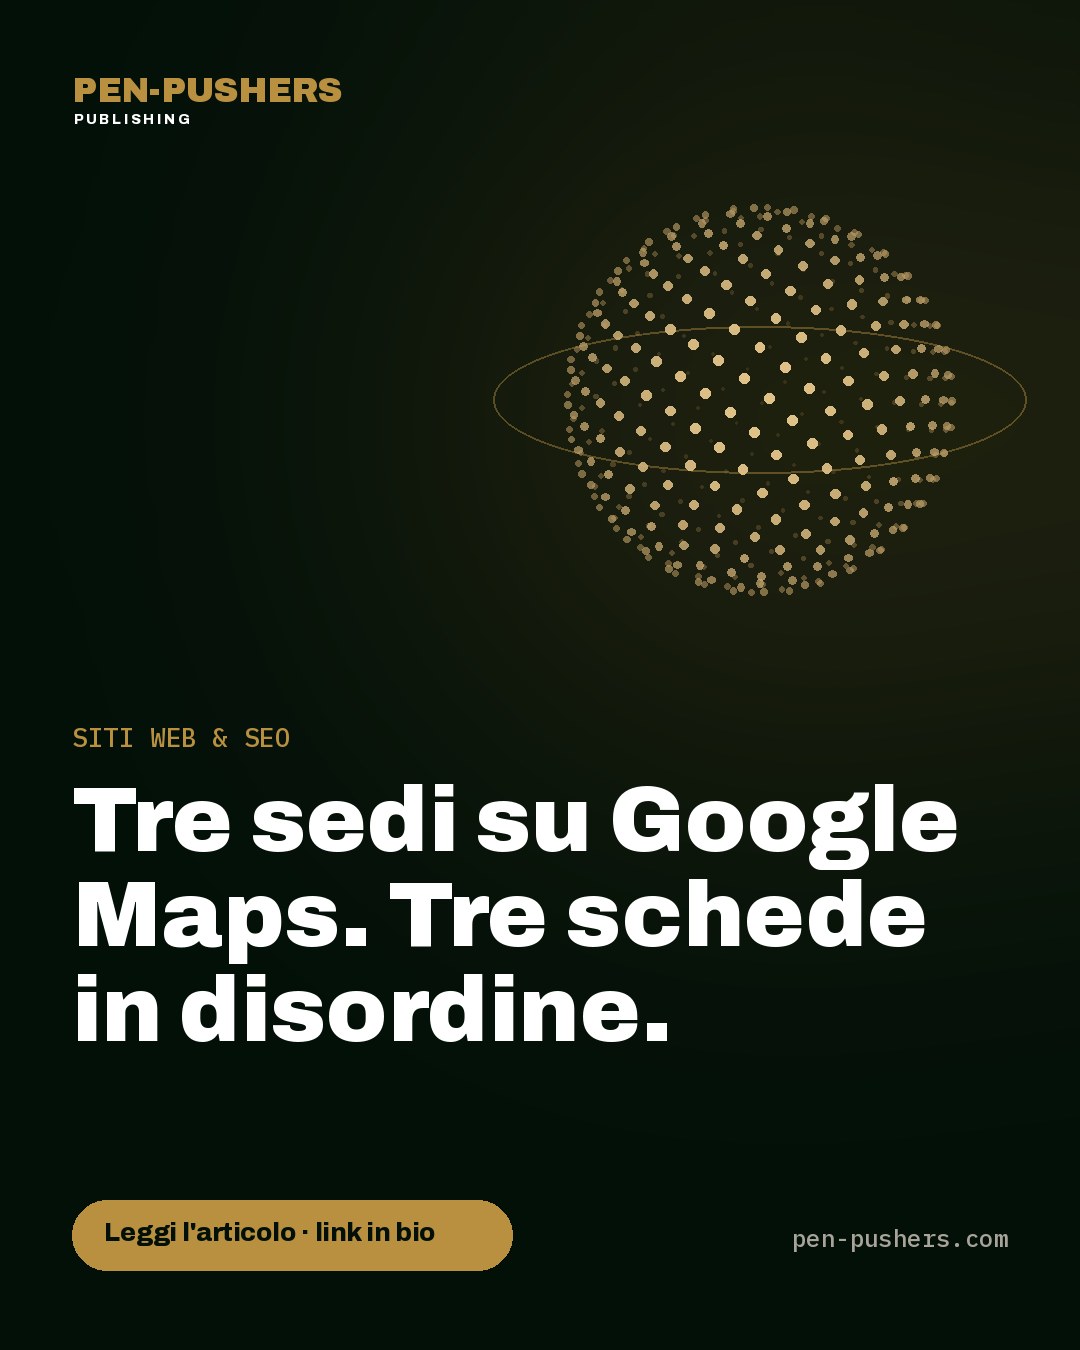 PEN-PUSHERS
PUBLISHING
SITI WEB & SEO
Tre sedi su Google
Maps. Tre schede
in disordine.
Leggi l'articolo · link in bio
pen-pushers.com